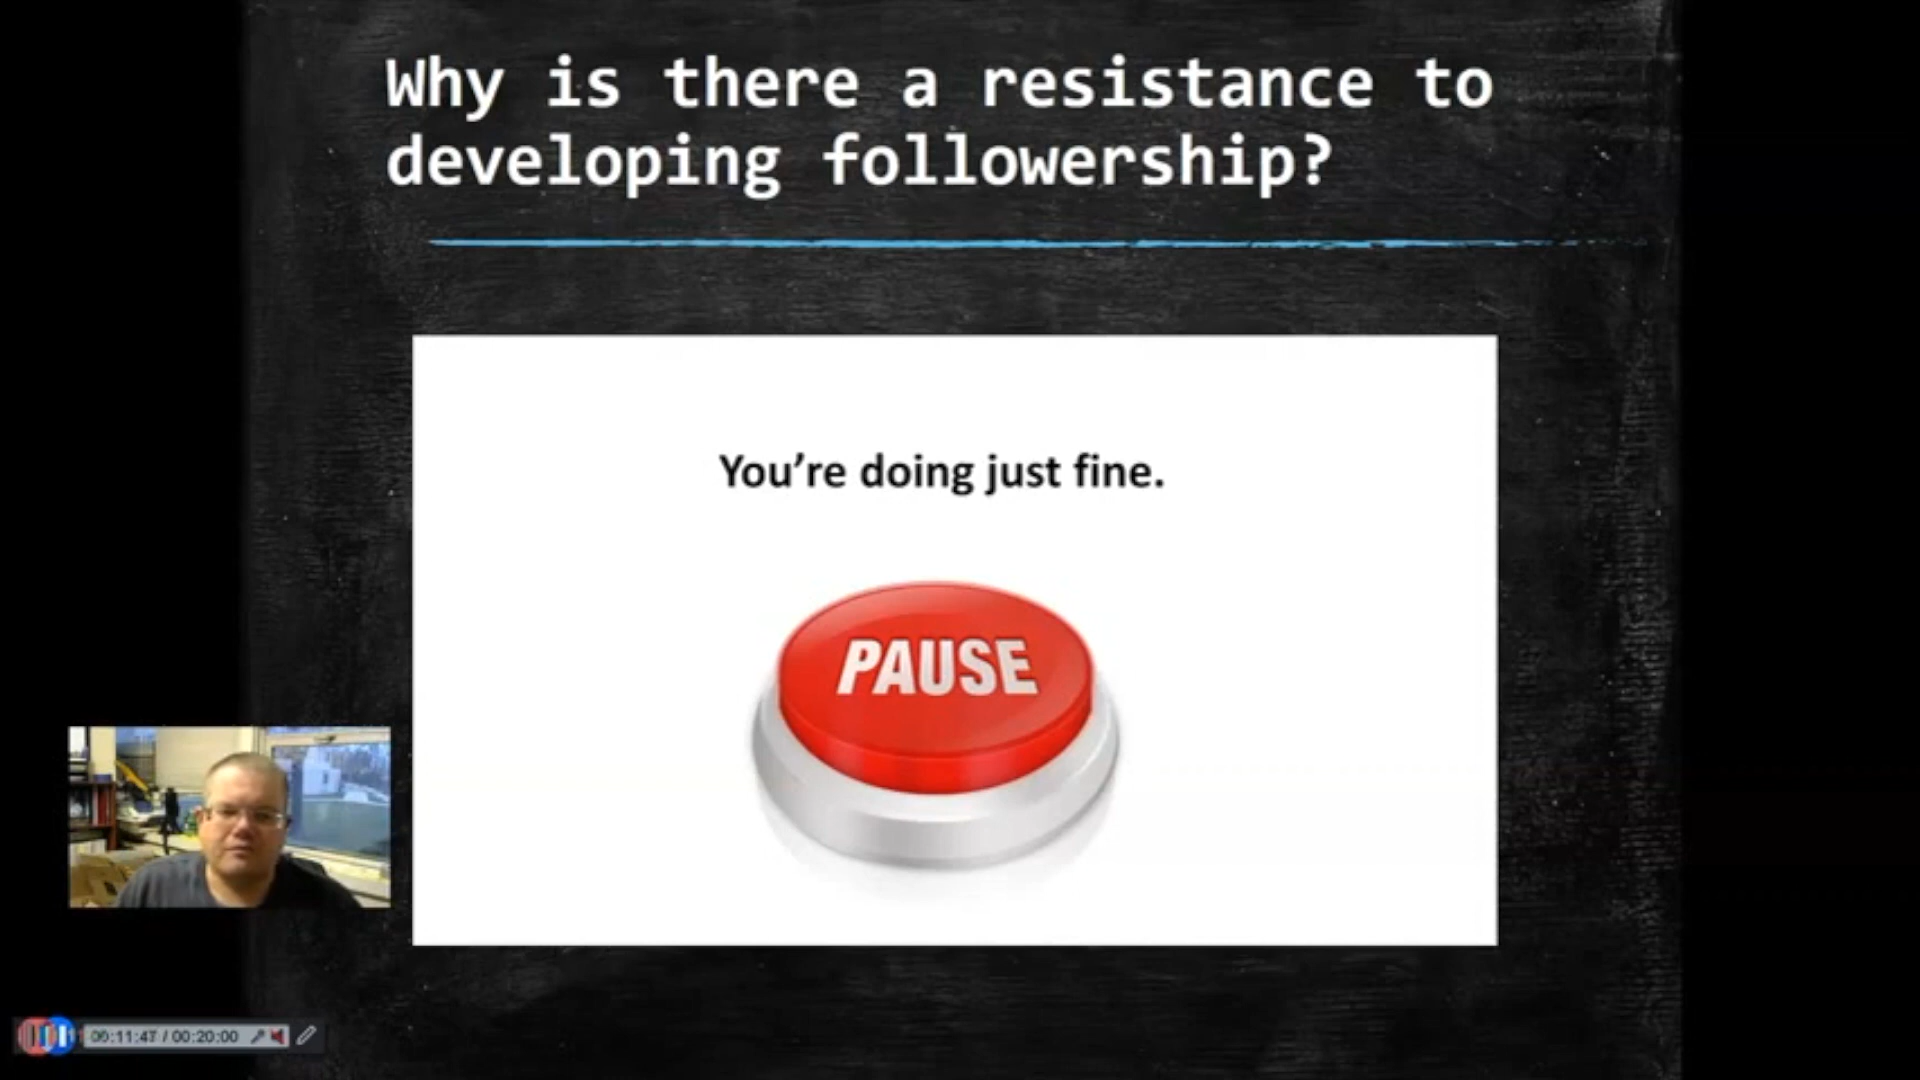 Why is there a resistance to
developing followership?
You're doing just fine.
PAUSE
00:11:47 / 00:20:00